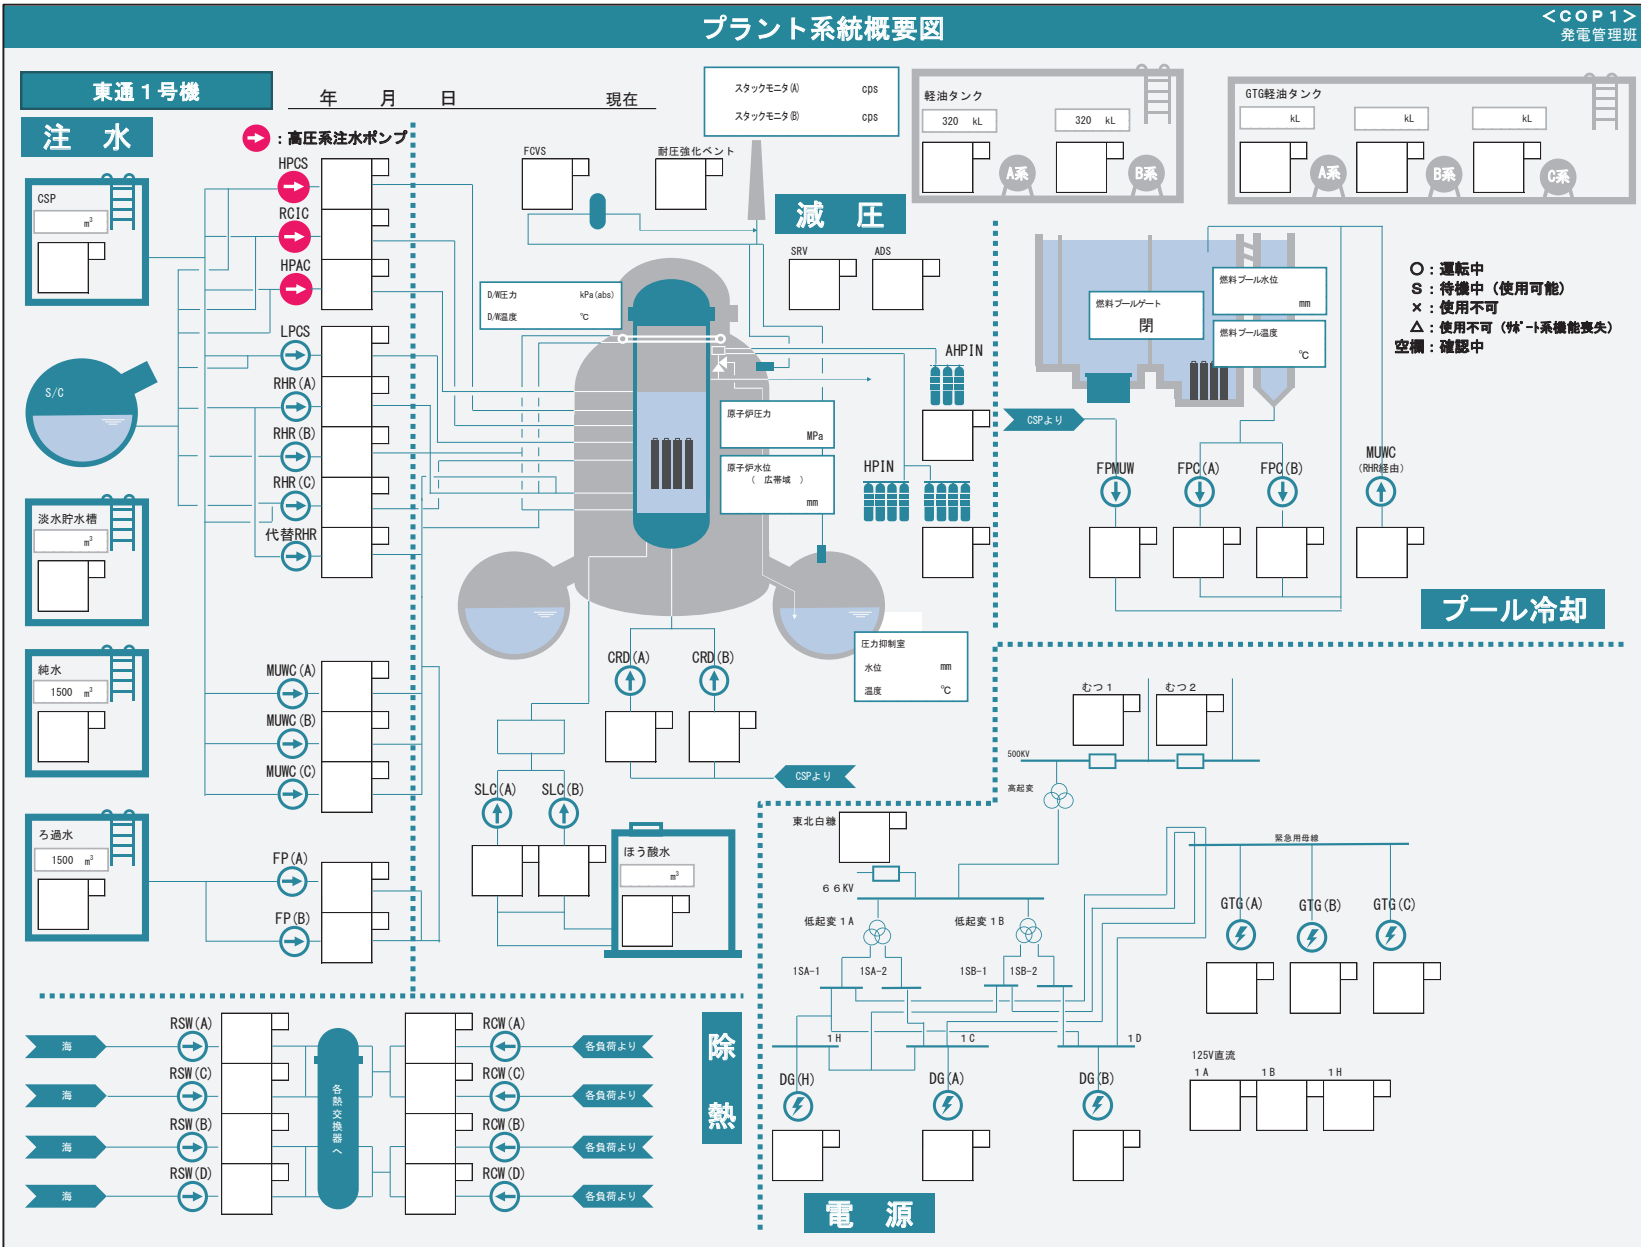 プラント系統概要図
＜COP1＞
発電管理班
東通1号機
年 月 日 現在
注 水
：高圧系注水ポンプ
スタックモニタ(A) cps
スタックモニタ(B) cps
軽油タンク
320 kL
320 kL
A系
B系
GTG軽油タンク
kL
kL
kL
A系
B系
C系
CSP
m³
HPCS
RCIC
HPAC
LPCS
RHR(A)
RHR(B)
RHR(C)
代替RHR
S/C
淡水貯水槽
m³
純水
1500 m³
MUWC(A)
MUWC(B)
MUWC(C)
ろ過水
1500 m³
FP(A)
FP(B)
FCVS
耐圧強化ベント
減 圧
SRV
ADS
D/W圧力 kPa(abs)
D/W温度 ℃
原子炉圧力
MPa
原子炉水位
（ 広帯域 ）
mm
AHPIN
HPIN
圧力抑制室
水位 mm
温度 ℃
CRD(A)
CRD(B)
CSPより
SLC(A)
SLC(B)
ほう酸水
m³
燃料プールゲート
閉
燃料プール水位
mm
燃料プール温度
℃
○：運転中
S：待機中（使用可能）
×：使用不可
△：使用不可（ｻﾎﾟｰﾄ系機能喪失）
空欄：確認中
CSPより
FPMUW
FPC(A)
FPC(B)
MUWC
(RHR経由)
プール冷却
むつ1
むつ2
500KV
高起変
東北白糠
66KV
低起変1A
低起変1B
1SA-1
1SA-2
1SB-1
1SB-2
1H
1C
1D
DG(H)
DG(A)
DG(B)
緊急用母線
GTG(A)
GTG(B)
GTG(C)
125V直流
1A
1B
1H
電 源
除
熱
海
RSW(A)
RCW(A)
各負荷より
海
RSW(C)
RCW(C)
各負荷より
海
RSW(B)
RCW(B)
各負荷より
海
RSW(D)
RCW(D)
各負荷より
各熱交換器へ